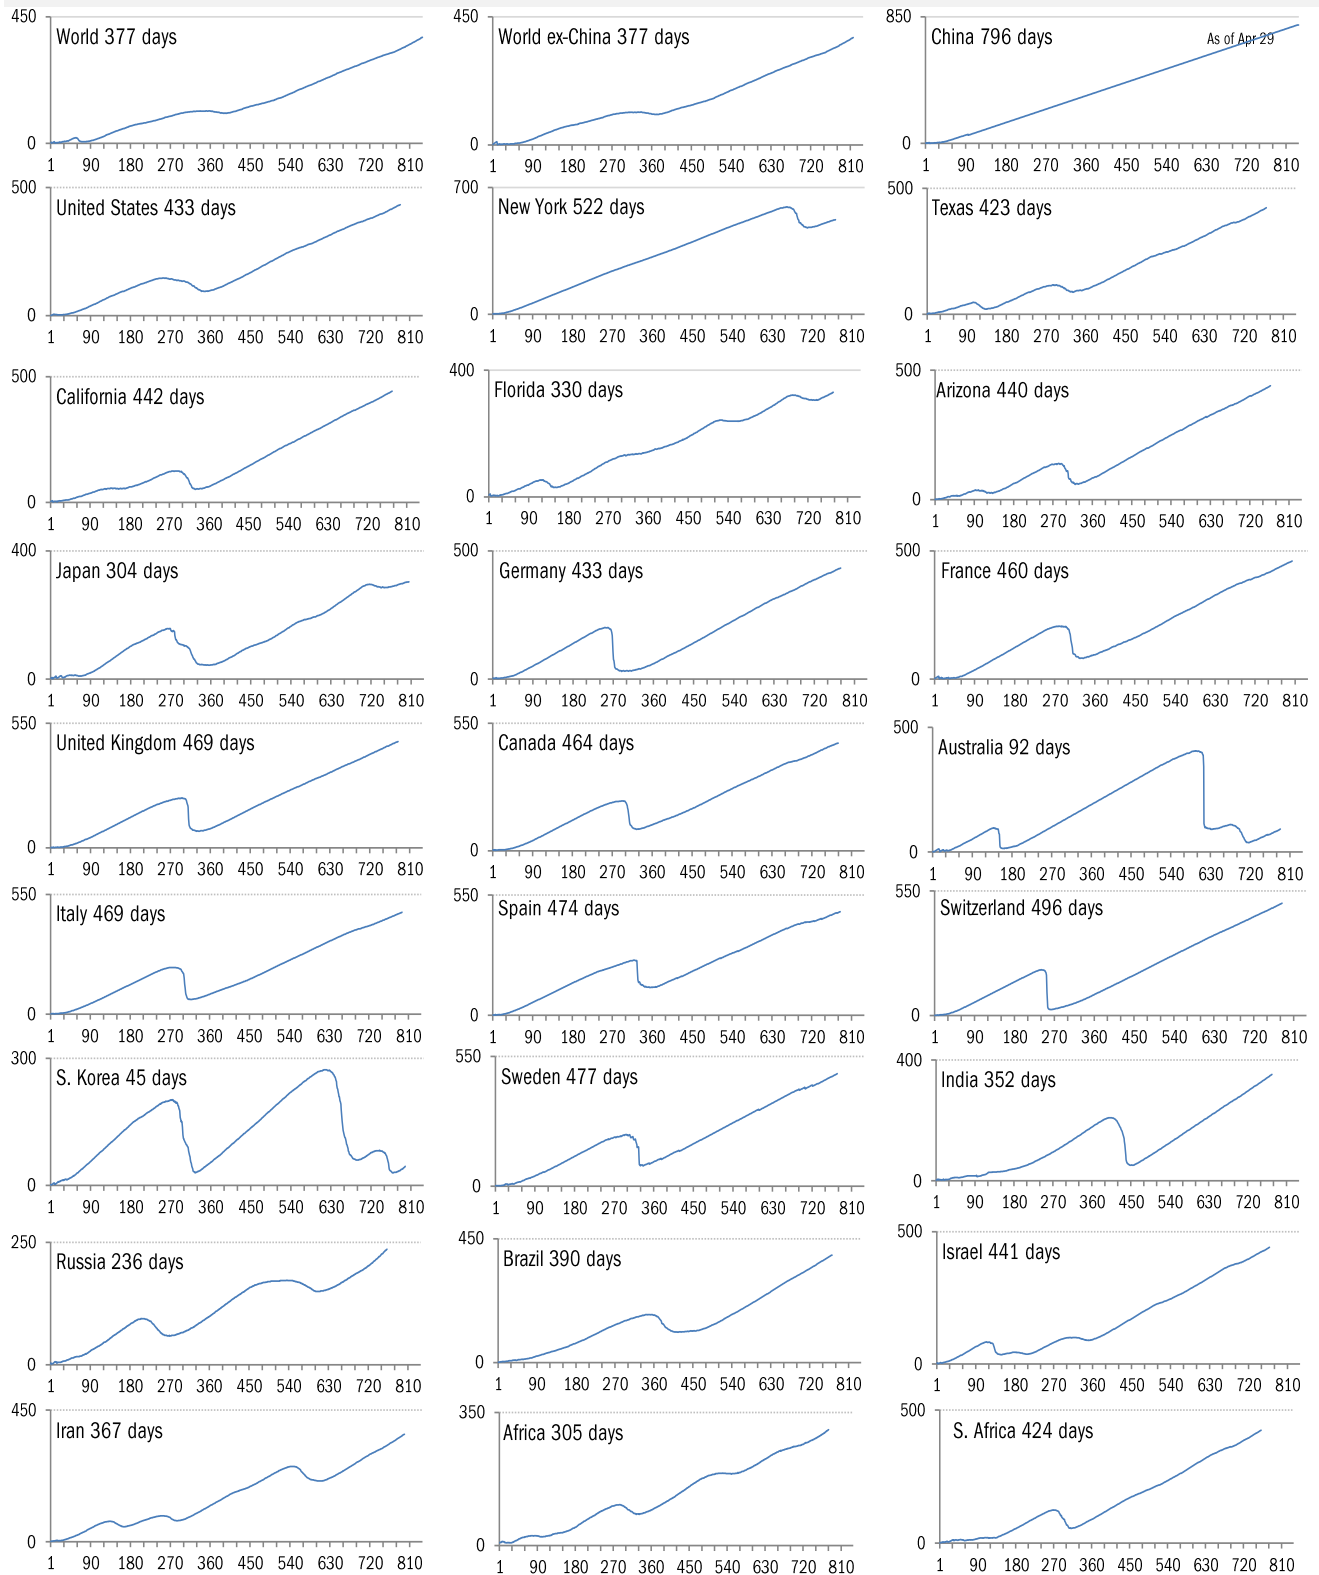 450 450 850
World 377 days World ex-China 377 days China 796 days As of Apr 29
0 0 0
1 90 180 270 360 450 540 630 720 810 1 90 180 270 360 450 540 630 720 810 1 90 180 270 360 450 540 630 720 810
500 700 500
United States 433 days New York 522 days Texas 423 days
0 0 0
1 90 180 270 360 450 540 630 720 810 1 90 180 270 360 450 540 630 720 810 1 90 180 270 360 450 540 630 720 810
500 400 500
California 442 days Florida 330 days Arizona 440 days
0 0 0
1 90 180 270 360 450 540 630 720 810 1 90 180 270 360 450 540 630 720 810 1 90 180 270 360 450 540 630 720 810
400 500 500
Japan 304 days Germany 433 days France 460 days
0 0 0
1 90 180 270 360 450 540 630 720 810 1 90 180 270 360 450 540 630 720 810 1 90 180 270 360 450 540 630 720 810
550 550 500
United Kingdom 469 days Canada 464 days Australia 92 days
0 0 0
1 90 180 270 360 450 540 630 720 810 1 90 180 270 360 450 540 630 720 810 1 90 180 270 360 450 540 630 720 810
550 550 550
Italy 469 days Spain 474 days Switzerland 496 days
0 0 0
1 90 180 270 360 450 540 630 720 810 1 90 180 270 360 450 540 630 720 810 1 90 180 270 360 450 540 630 720 810
300 550 400
S. Korea 45 days Sweden 477 days India 352 days
0 0 0
1 90 180 270 360 450 540 630 720 810 1 90 180 270 360 450 540 630 720 810 1 90 180 270 360 450 540 630 720 810
250 450 500
Russia 236 days Brazil 390 days Israel 441 days
0 0 0
1 90 180 270 360 450 540 630 720 810 1 90 180 270 360 450 540 630 720 810 1 90 180 270 360 450 540 630 720 810
450 350 500
Iran 367 days Africa 305 days S. Africa 424 days
0 0 0
1 90 180 270 360 450 540 630 720 810 1 90 180 270 360 450 540 630 720 810 1 90 180 270 360 450 540 630 720 810